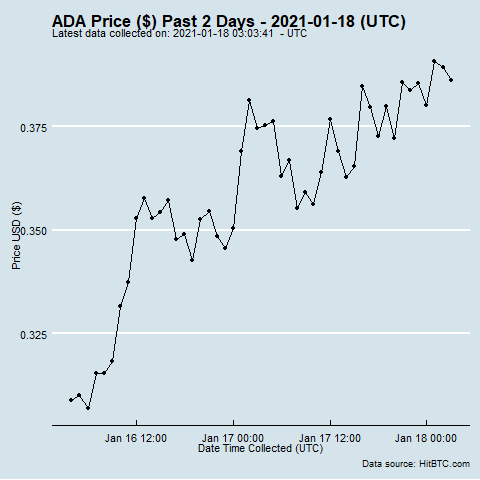 ADA Price ($) Past 2 Days - 2021-01-18 (UTC)
Latest data collected on: 2021-01-18 03:03:41 - UTC
Price USD ($)
0.375
0.350
0.325
Jan 16 12:00 Jan 17 00:00 Jan 17 12:00 Jan 18 00:00
Date Time Collected (UTC)
Data source: HitBTC.com